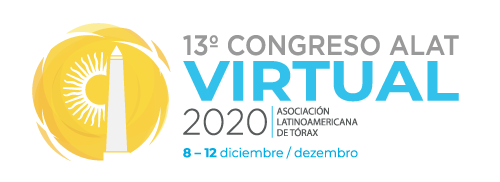 13º CONGRESO ALAT
VIRTUAL
2020
ASOCIACIÓN
LATINOAMERICANA
DE TÓRAX
8 – 12 diciembre / dezembro